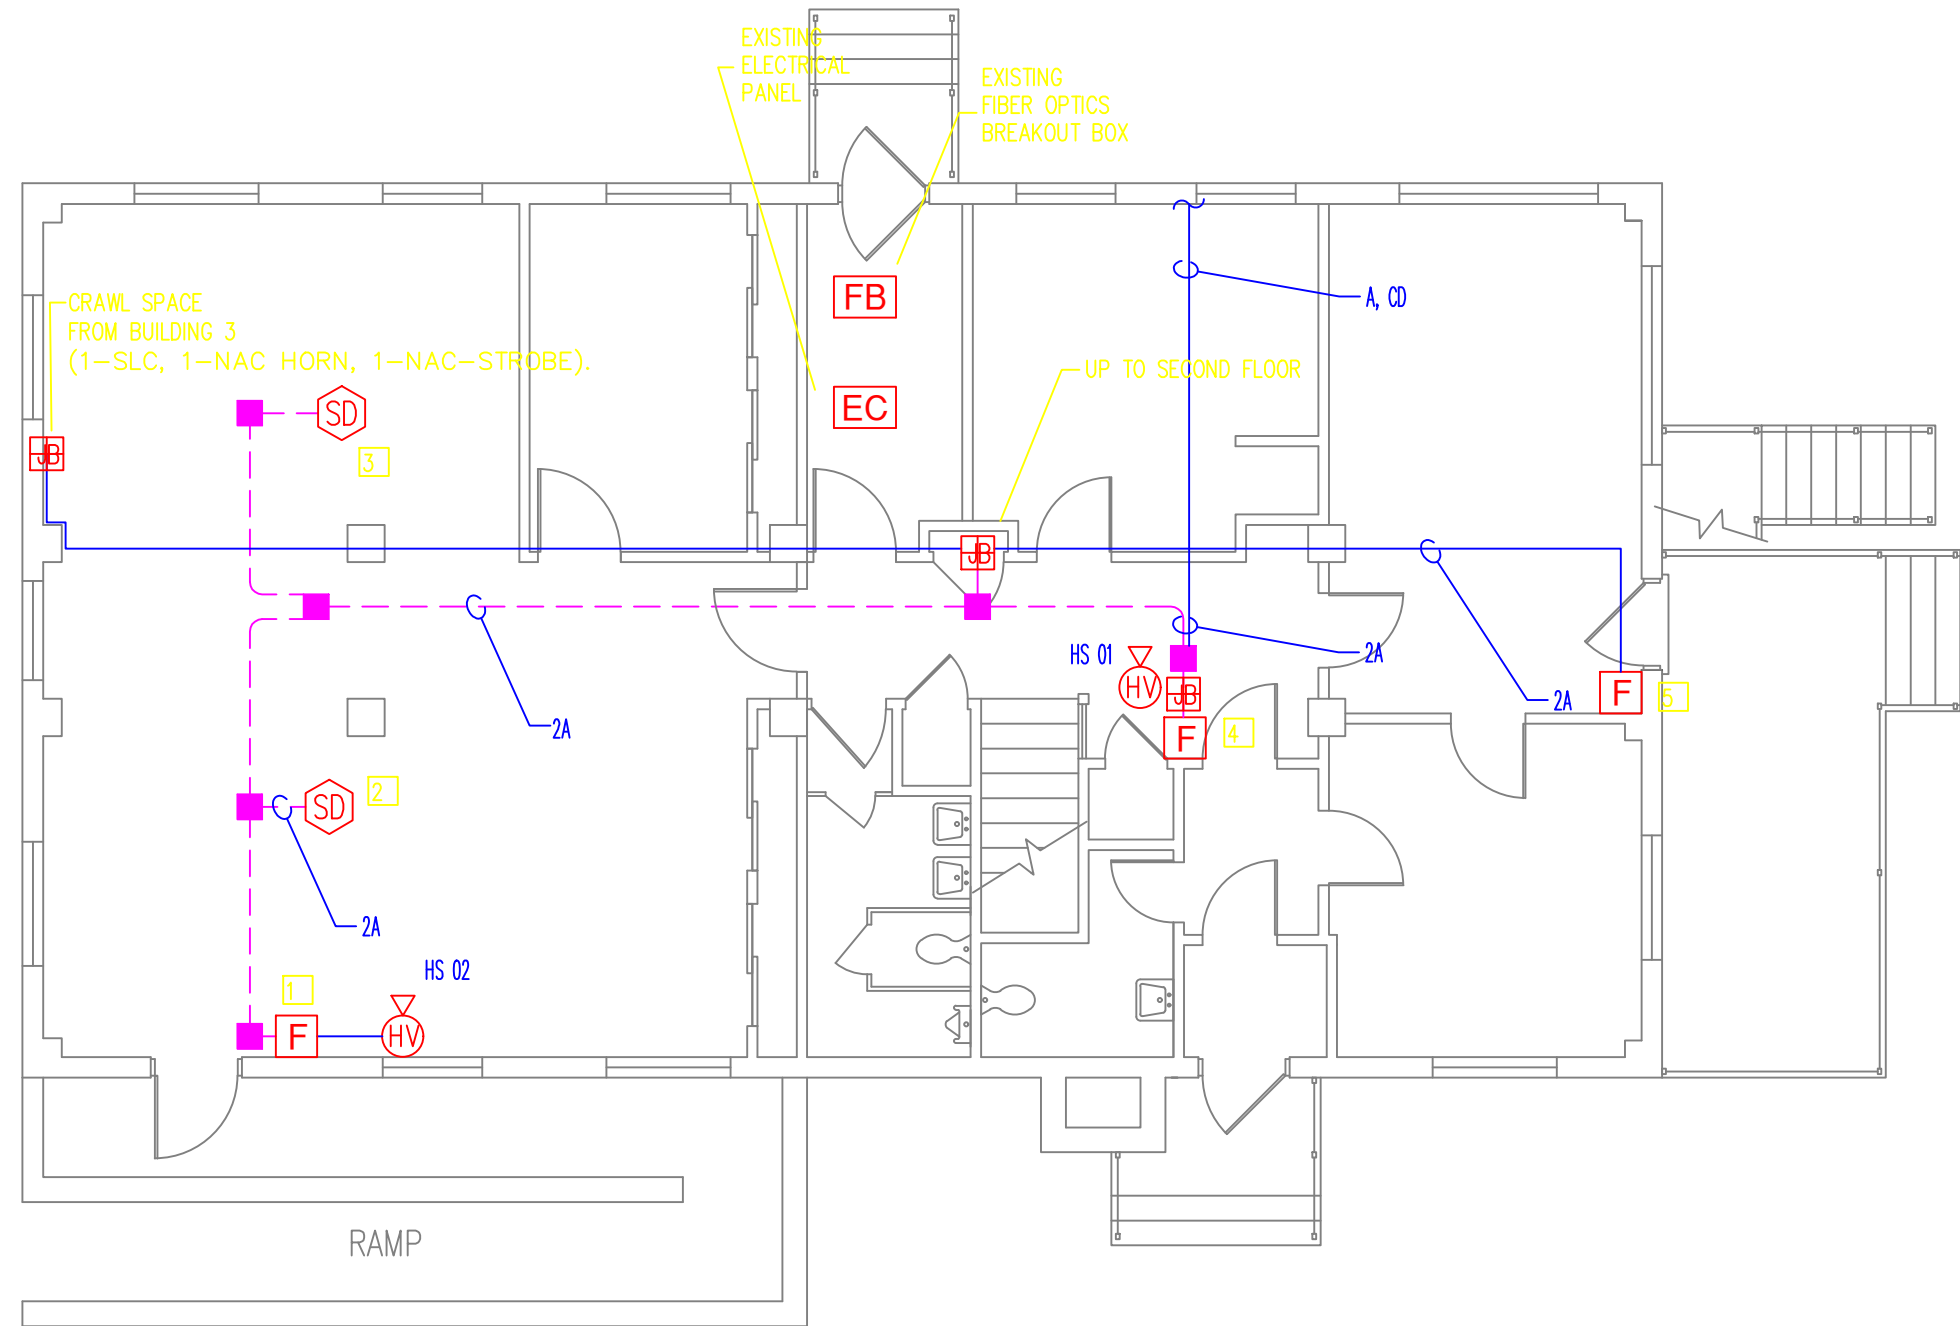 EXISTING
ELECTRICAL
PANEL
EXISTING
FIBER OPTICS
BREAKOUT BOX
CRAWL SPACE
FROM BUILDING 3
(1-SLC, 1-NAC HORN, 1-NAC-STROBE).
FB
A, CD
UP TO SECOND FLOOR
EC
SD
JB
3
JB
HS 01
2A
HV
JB
F
5
2A
F
4
2A
2
SD
2A
HS 02
1
F
HV
RAMP